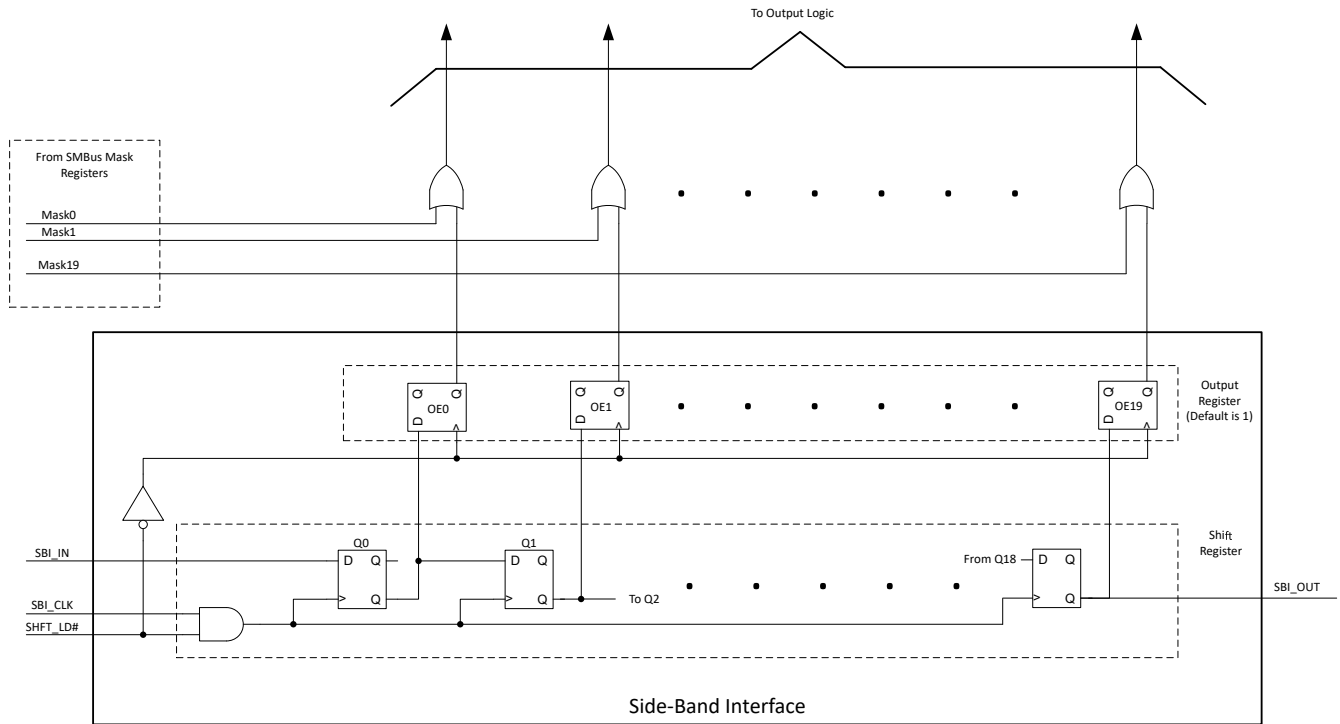 To Output Logic
From SMBus Mask
Registers
Mask0
Mask1
Mask19
Q Q
OE0
D >
Q Q
OE1
D >
Q Q
OE19
D >
Output
Register
(Default is 1)
Shift
Register
Q0
Q1
SBI_IN
D Q
> Q
D Q
> Q
To Q2
From Q18
D Q
> Q
SBI_OUT
SBI_CLK
SHFT_LD#
Side-Band Interface